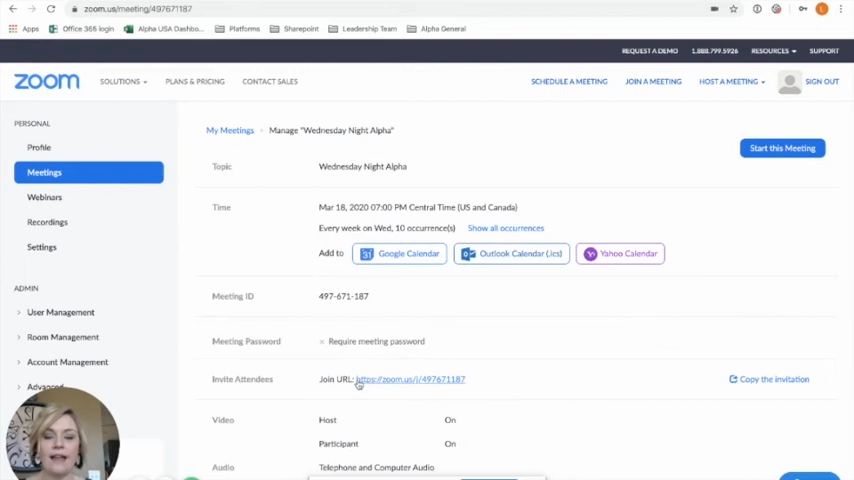 zoom.us/meeting/497671187
L
Apps Office 365 login Alpha USA Dashbo... Platforms Sharepoint Leadership Team Alpha General
REQUEST A DEMO 1.888.799.5926 RESOURCES SUPPORT
zoom SOLUTIONS PLANS & PRICING CONTACT SALES SCHEDULE A MEETING JOIN A MEETING HOST A MEETING SIGN OUT
PERSONAL
Profile
Meetings
Webinars
Recordings
Settings
ADMIN
User Management
Room Management
Account Management
Advanced
My Meetings > Manage "Wednesday Night Alpha"
Start this Meeting
Topic Wednesday Night Alpha
Time Mar 18, 2020 07:00 PM Central Time (US and Canada)
Every week on Wed, 10 occurrence(s) Show all occurrences
Add to 31 Google Calendar Outlook Calendar (.ics) Yahoo Calendar
Meeting ID 497-671-187
Meeting Password × Require meeting password
Invite Attendees Join URL: https://zoom.us/j/497671187 Copy the invitation
Video Host On
Participant On
Audio Telephone and Computer Audio